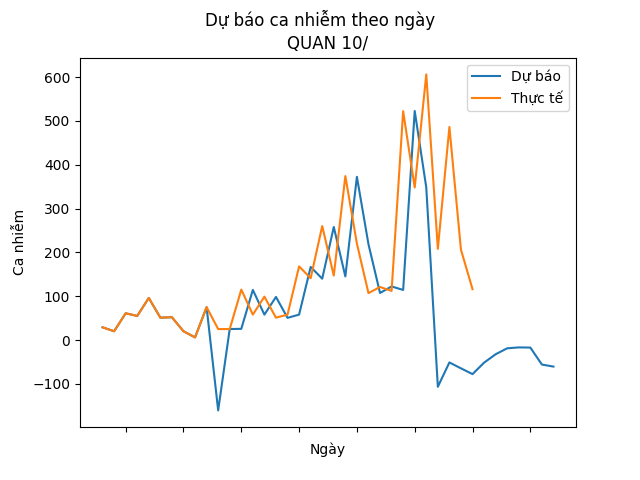 Dự báo ca nhiễm theo ngày
QUAN 10/
Dự báo
Thực tế
Ca nhiễm
600
500
400
300
200
100
0
−100
Ngày